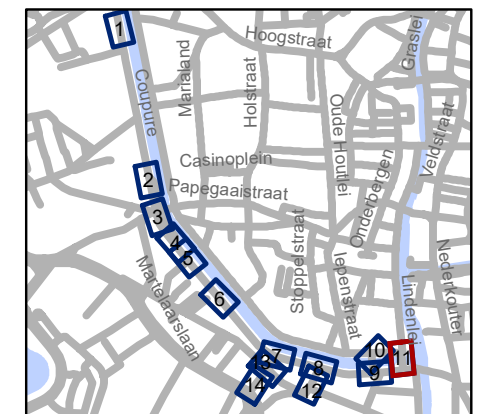 1
Hoogstraat
Graslei
Coupure
Marialand
Holstraat
Oude Houtlei
Veldstraat
Casinoplein
Papegaaistraat
Onderbergen
2
3
4
5
6
Martelaarslaan
Stoppelstraat
Iepenstraat
Lindenlei
Nederkouter
7
8
9
10
11
12
13
14